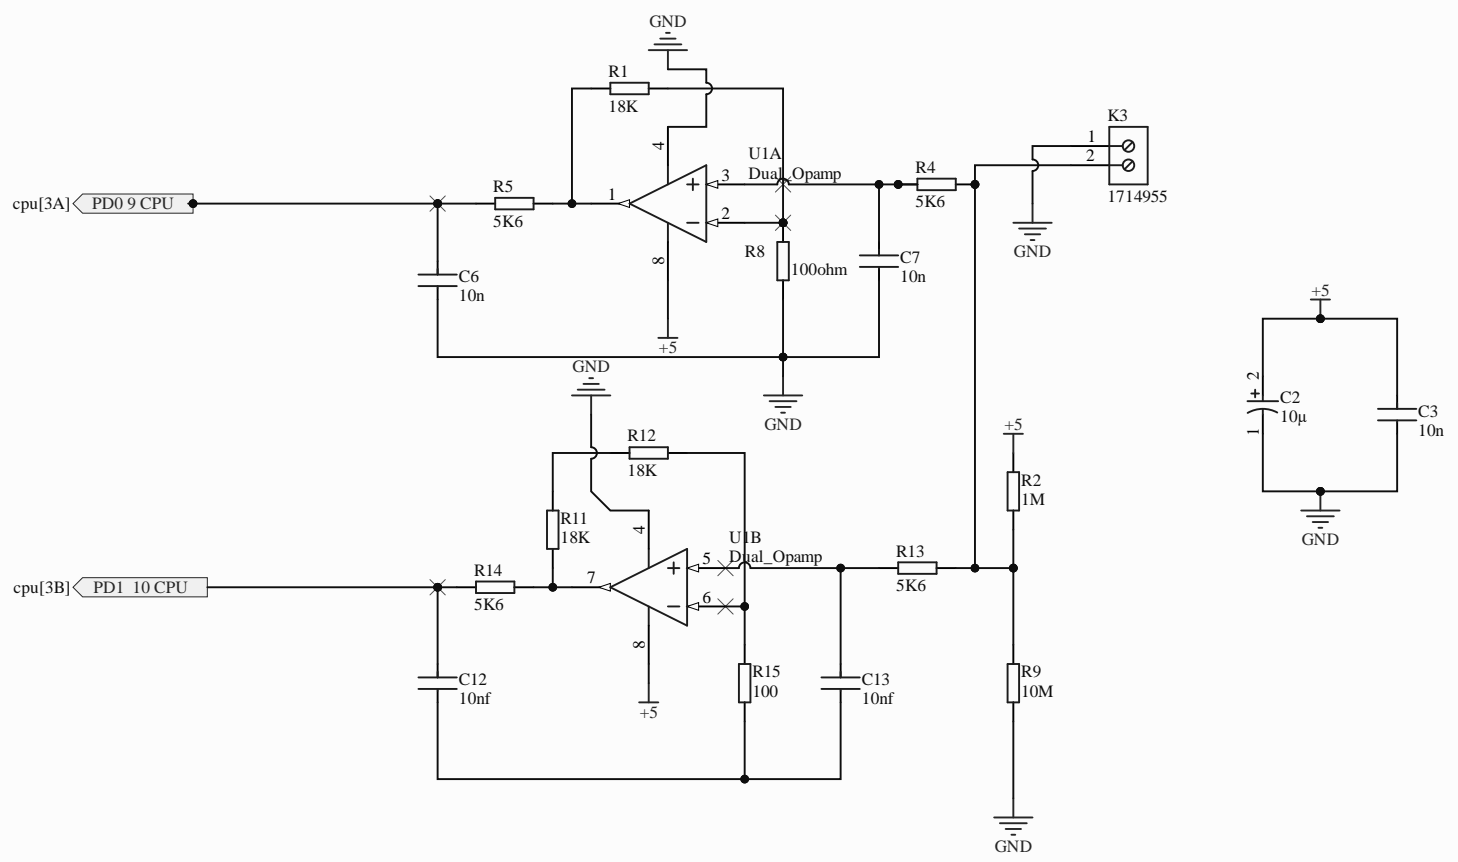 GND
R1
18K
4
U1A
Dual_Opamp
3
R4
5K6
K3
1
2
1714955
GND
cpu[3A]
PD0 9 CPU
R5
5K6
1
+
−
2
R8
100ohm
C7
10n
8
C6
10n
+5
GND
GND
+5
2
+
C2
10µ
1
C3
10n
GND
R12
18K
R11
18K
4
U1B
Dual_Opamp
5
R13
5K6
+5
R2
1M
cpu[3B]
PD1 10 CPU
R14
5K6
7
+
−
6
8
C12
10nf
+5
R15
100
C13
10nf
R9
10M
GND